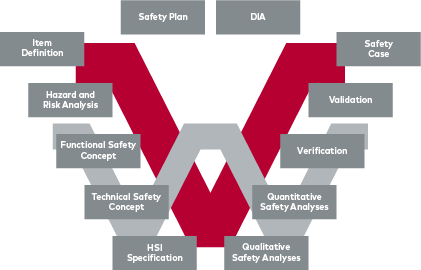 Safety Plan
DIA
Item
Definition
Safety
Case
Hazard and
Risk Analysis
Validation
Functional Safety
Concept
Verification
Technical Safety
Concept
Quantitative
Safety Analyses
HSI
Specification
Qualitative
Safety Analyses